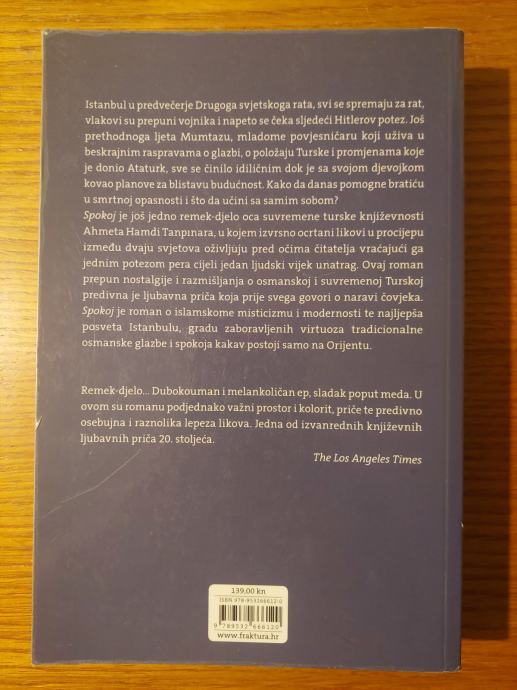 Istanbul u predvečerje Drugoga svjetskoga rata, svi se spremaju za rat,
vlakovi su prepuni vojnika i napeto se čeka sljedeći Hitlerov potez. Još
prethodnoga ljeta Mumtazu, mladome povjesničaru koji uživa u
beskrajnim raspravama o glazbi, o položaju Turske i promjenama koje
je donio Ataturk, sve se činilo idiličnim dok je sa svojom djevojkom
kovao planove za blistavu budućnost. Kako da danas pomogne bratiću
u smrtnoj opasnosti i što da učini sa samim sobom?
Spokoj je još jedno remek-djelo oca suvremene turske književnosti
Ahmeta Hamdi Tanpınara, u kojem izvrsno ocrtani likovi u procijepu
između dvaju svjetova oživljuju pred očima čitatelja vraćajući ga
jednim potezom pera cijeli jedan ljudski vijek unatrag. Ovaj roman
prepun nostalgije i razmišljanja o osmanskoj i suvremenoj Turskoj
predivna je ljubavna priča koja prije svega govori o naravi čovjeka.
Spokoj je roman o islamskome misticizmu i modernosti te najljepša
posveta Istanbulu, gradu zaboravljenih virtuoza tradicionalne
osmanske glazbe i spokoja kakav postoji samo na Orijentu.
Remek-djelo... Dubokouman i melankoličan ep, sladak poput meda. U
ovom su romanu podjednako važni prostor i kolorit, priče te predivno
osebujna i raznolika lepeza likova. Jedna od izvanrednih književnih
ljubavnih priča 20. stoljeća.
The Los Angeles Times
139,00 kn
ISBN 978-953266612-0
9 789532 666120
www.fraktura.hr